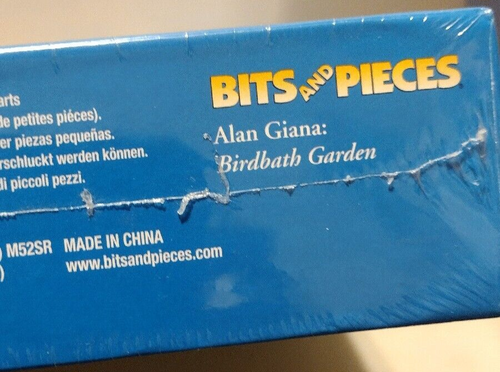 BITS AND PIECES
Alan Giana:
Birdbath Garden
arts
de petites piéces).
er piezas pequeñas.
rschluckt werden können.
di piccoli pezzi.
) M52SR MADE IN CHINA
) www.bitsandpieces.com